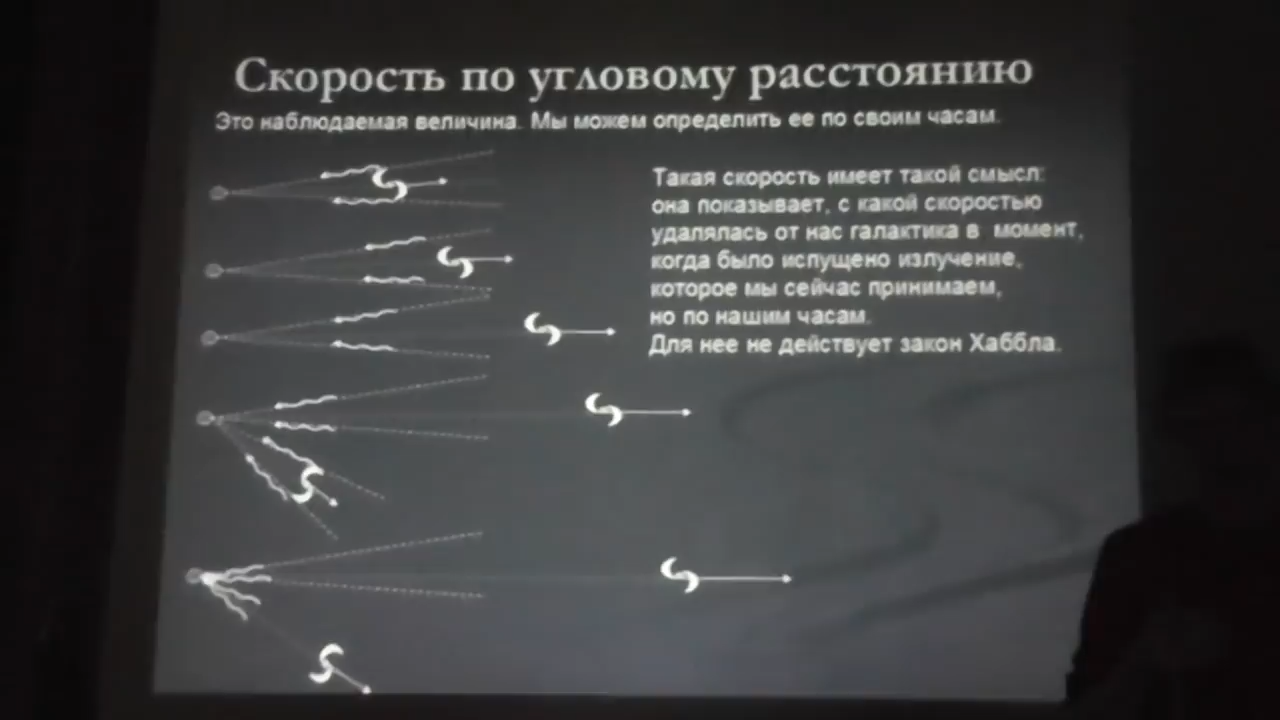 Скорость по угловому расстоянию
Это наблюдаемая величина. Мы можем определить ее по своим часам.
Такая скорость имеет такой смысл:
она показывает, с какой скоростью
удалялась от нас галактика в момент,
когда было испущено излучение,
которое мы сейчас принимаем,
но по нашим часам.
Для нее не действует закон Хаббла.